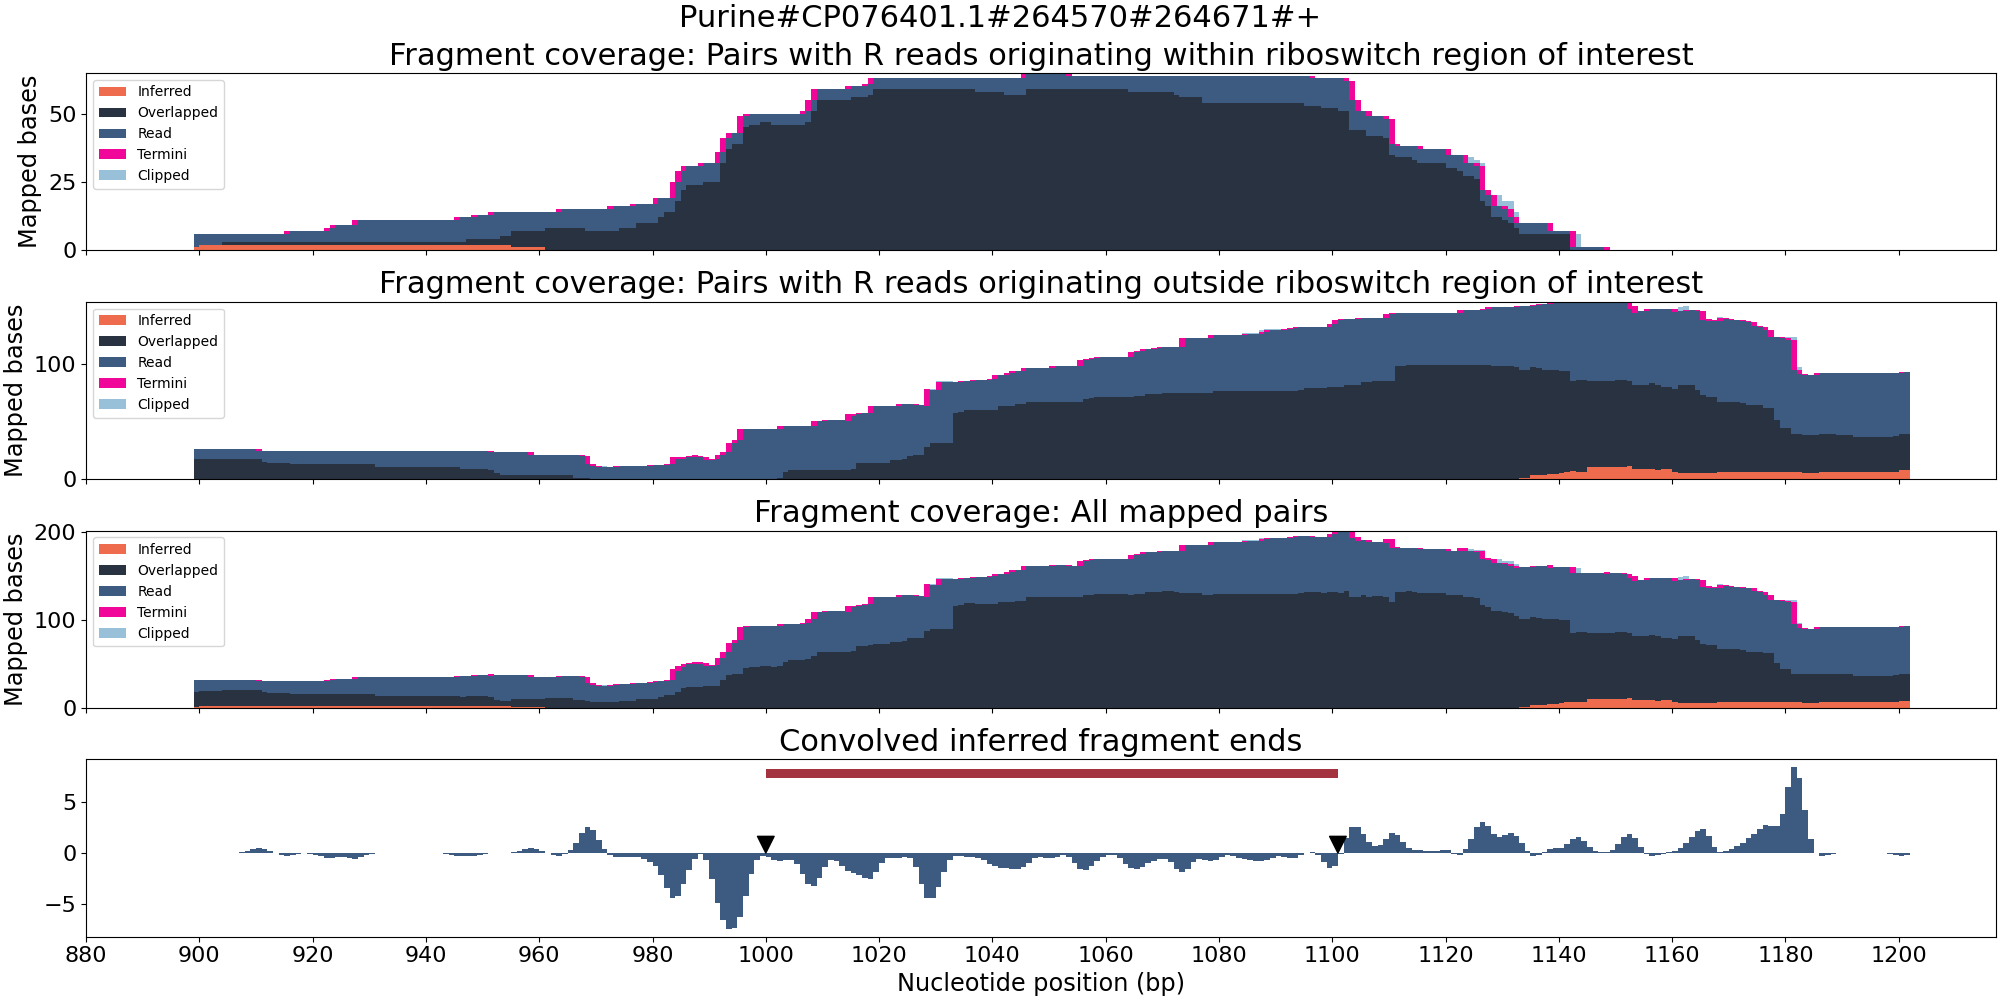 Purine#CP076401.1#264570#264671#+
Fragment coverage: Pairs with R reads originating within riboswitch region of interest
Mapped bases
50
25
0
Inferred
Overlapped
Read
Termini
Clipped
Fragment coverage: Pairs with R reads originating outside riboswitch region of interest
Mapped bases
100
0
Inferred
Overlapped
Read
Termini
Clipped
Fragment coverage: All mapped pairs
Mapped bases
200
100
0
Inferred
Overlapped
Read
Termini
Clipped
Convolved inferred fragment ends
5
0
−5
880 900 920 940 960 980 1000 1020 1040 1060 1080 1100 1120 1140 1160 1180 1200
Nucleotide position (bp)